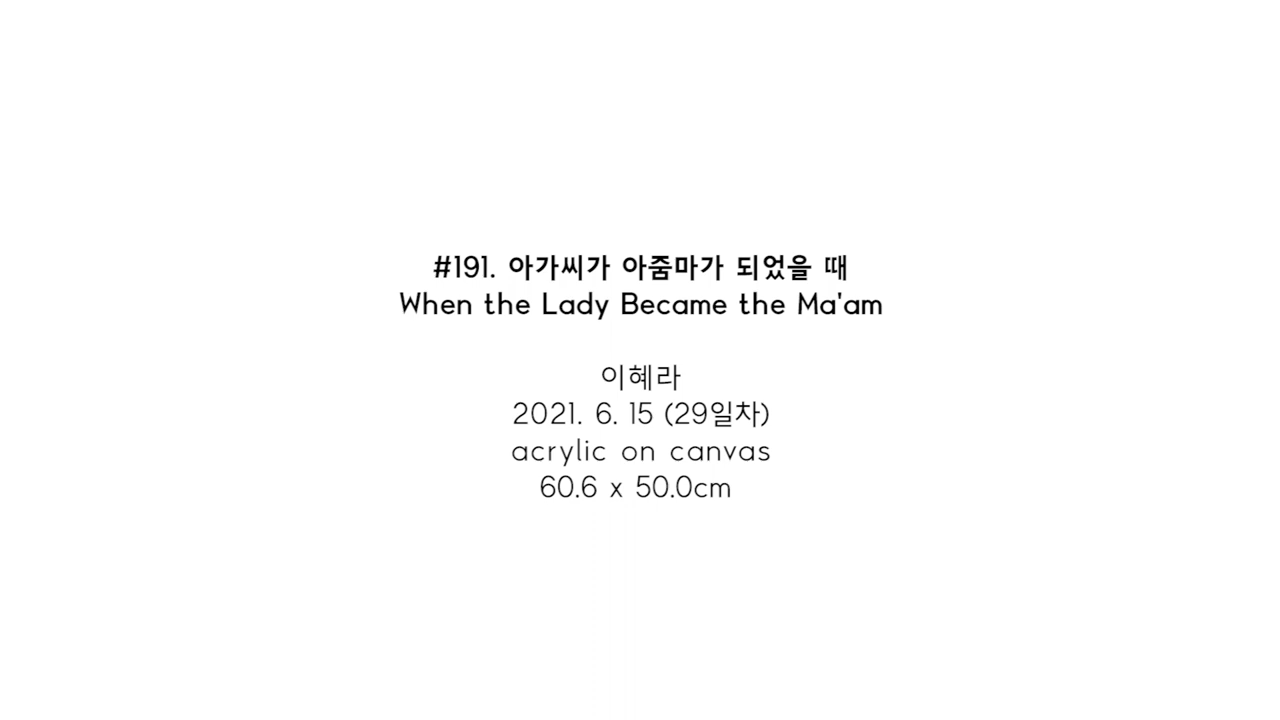 #191. 아가씨가 아줌마가 되었을 때
When the Lady Became the Ma'am
이혜라
2021. 6. 15 (29일차)
acrylic on canvas
60.6 x 50.0cm